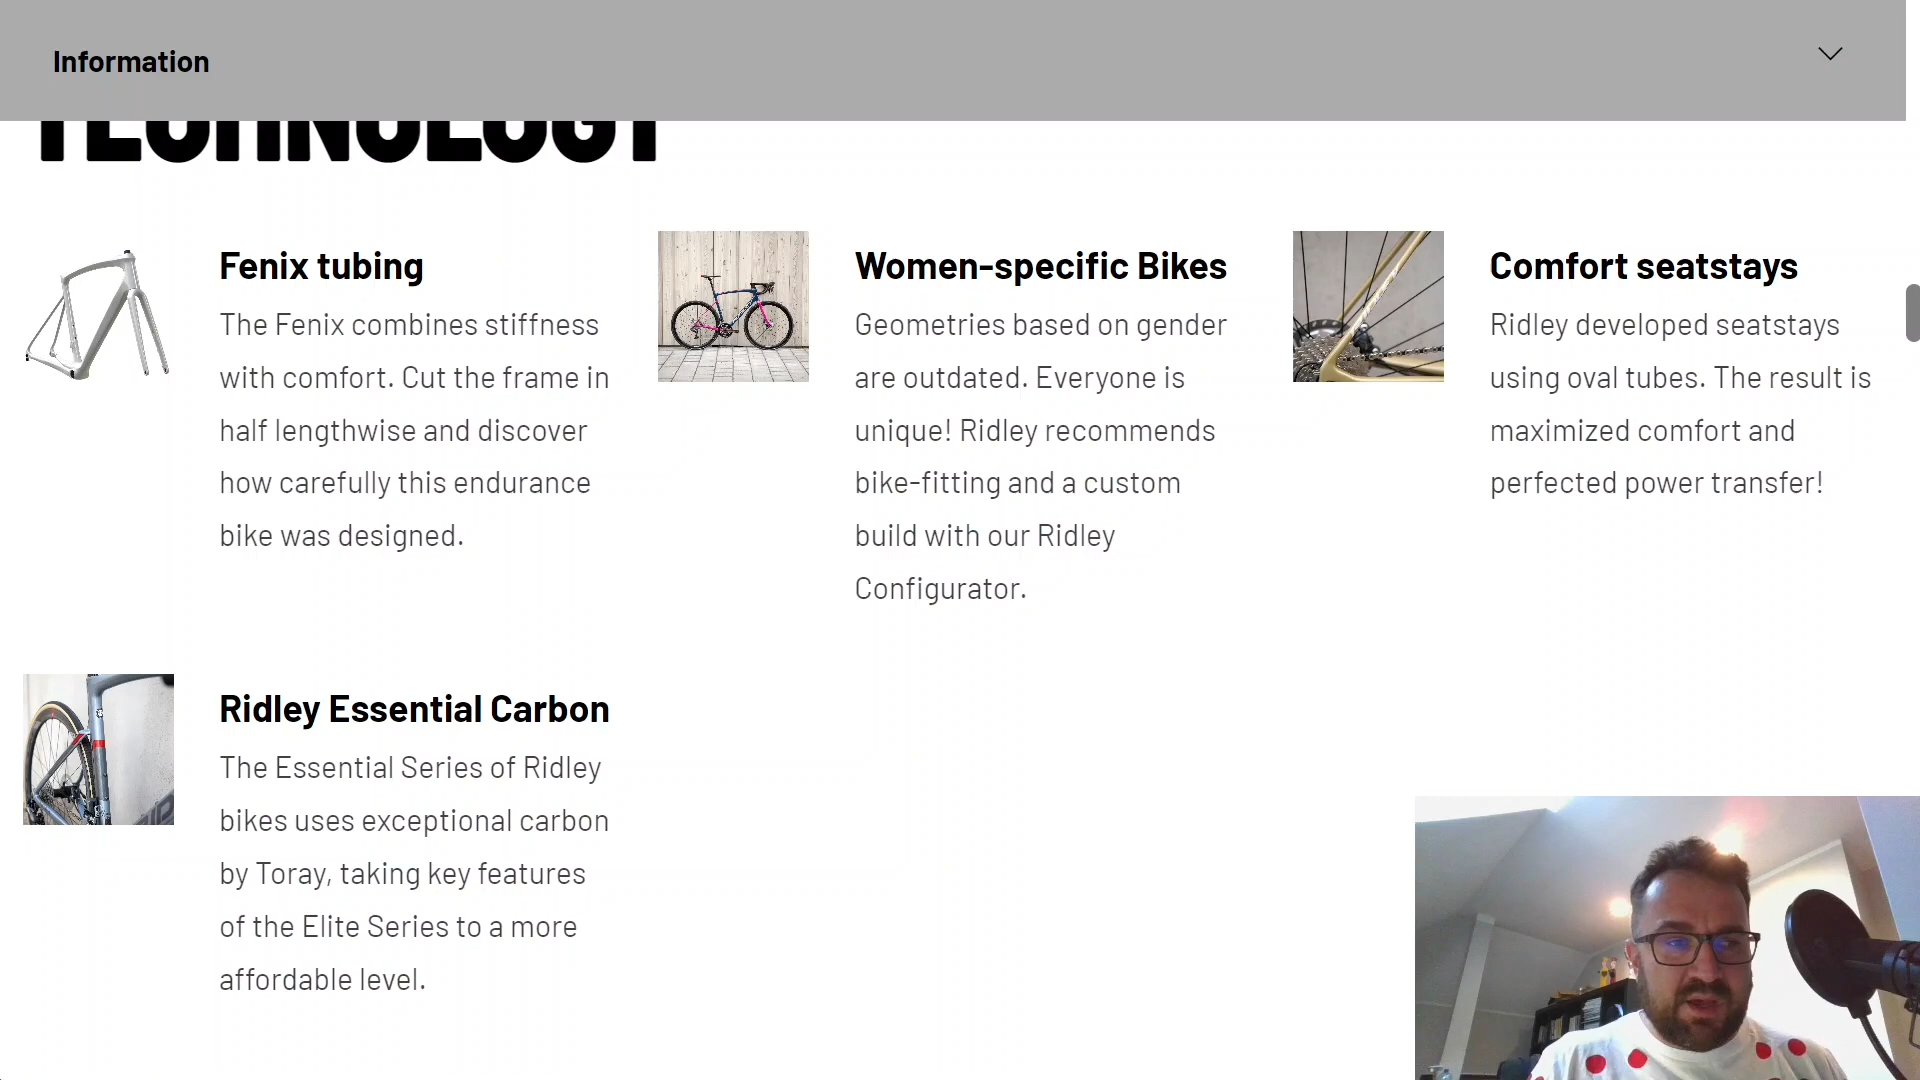 Information
TECHNOLOGY
Fenix tubing
The Fenix combines stiffness
with comfort. Cut the frame in
half lengthwise and discover
how carefully this endurance
bike was designed.
Women-specific Bikes
Geometries based on gender
are outdated. Everyone is
unique! Ridley recommends
bike-fitting and a custom
build with our Ridley
Configurator.
Comfort seatstays
Ridley developed seatstays
using oval tubes. The result is
maximized comfort and
perfected power transfer!
Ridley Essential Carbon
The Essential Series of Ridley
bikes uses exceptional carbon
by Toray, taking key features
of the Elite Series to a more
affordable level.